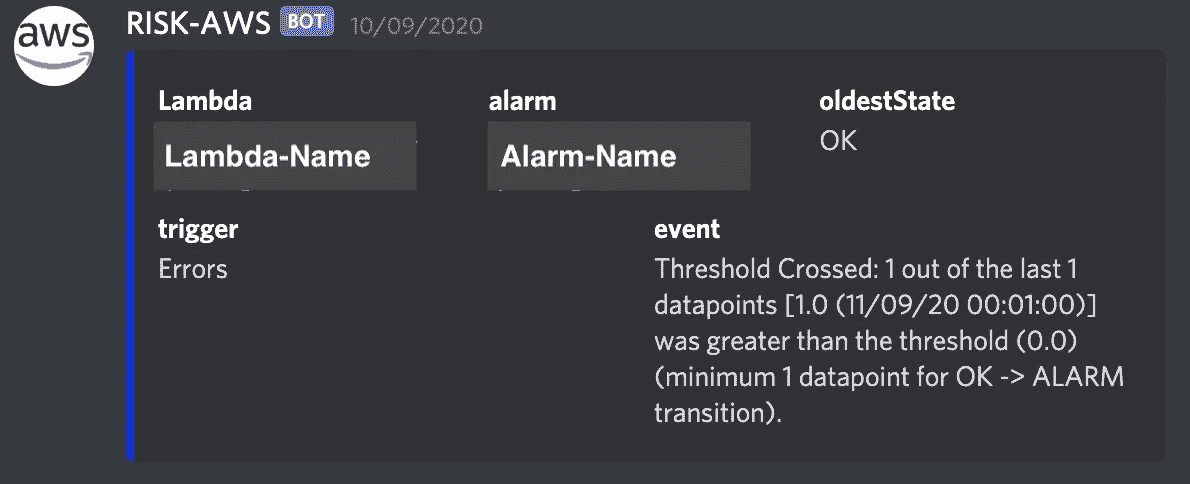 aws
RISK-AWS BOT 10/09/2020
Lambda alarm oldestState
Lambda-Name Alarm-Name OK
trigger event
Errors Threshold Crossed: 1 out of the last 1
datapoints [1.0 (11/09/20 00:01:00)]
was greater than the threshold (0.0)
(minimum 1 datapoint for OK -> ALARM
transition).